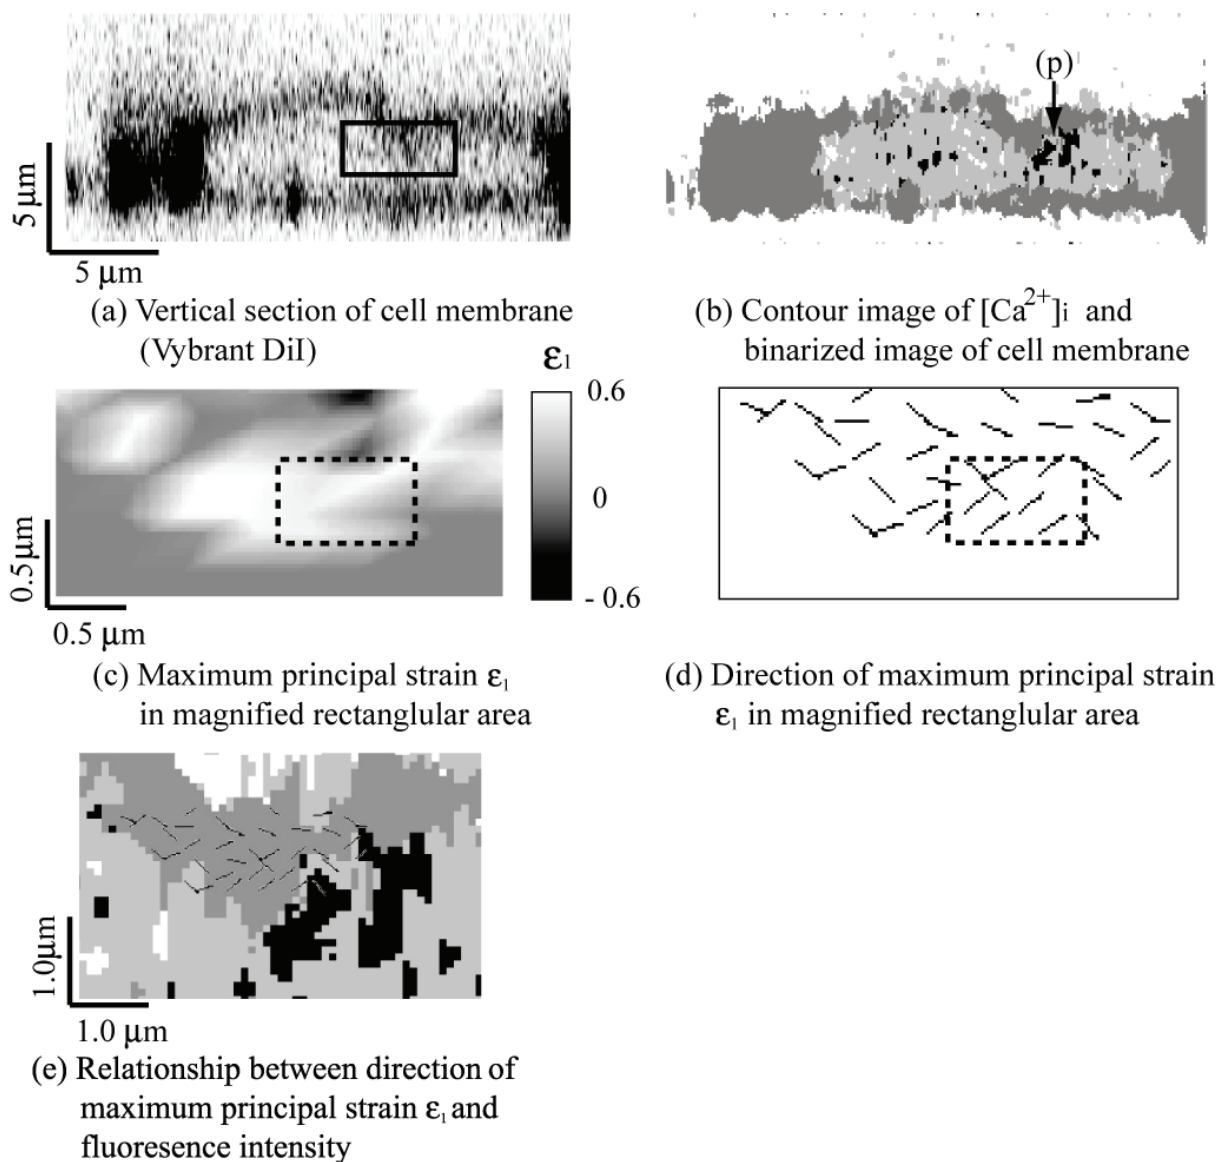 (p)
5 μm
5 μm
(a) Vertical section of cell membrane
(Vybrant DiI)
(b) Contour image of [Ca2+]i and
binarized image of cell membrane
ε1
0.6
0
- 0.6
0.5μm
0.5 μm
(c) Maximum principal strain ε1
in magnified rectanglular area
(d) Direction of maximum principal strain
ε1 in magnified rectanglular area
1.0μm
1.0 μm
(e) Relationship between direction of
maximum principal strain ε1 and
fluoresence intensity